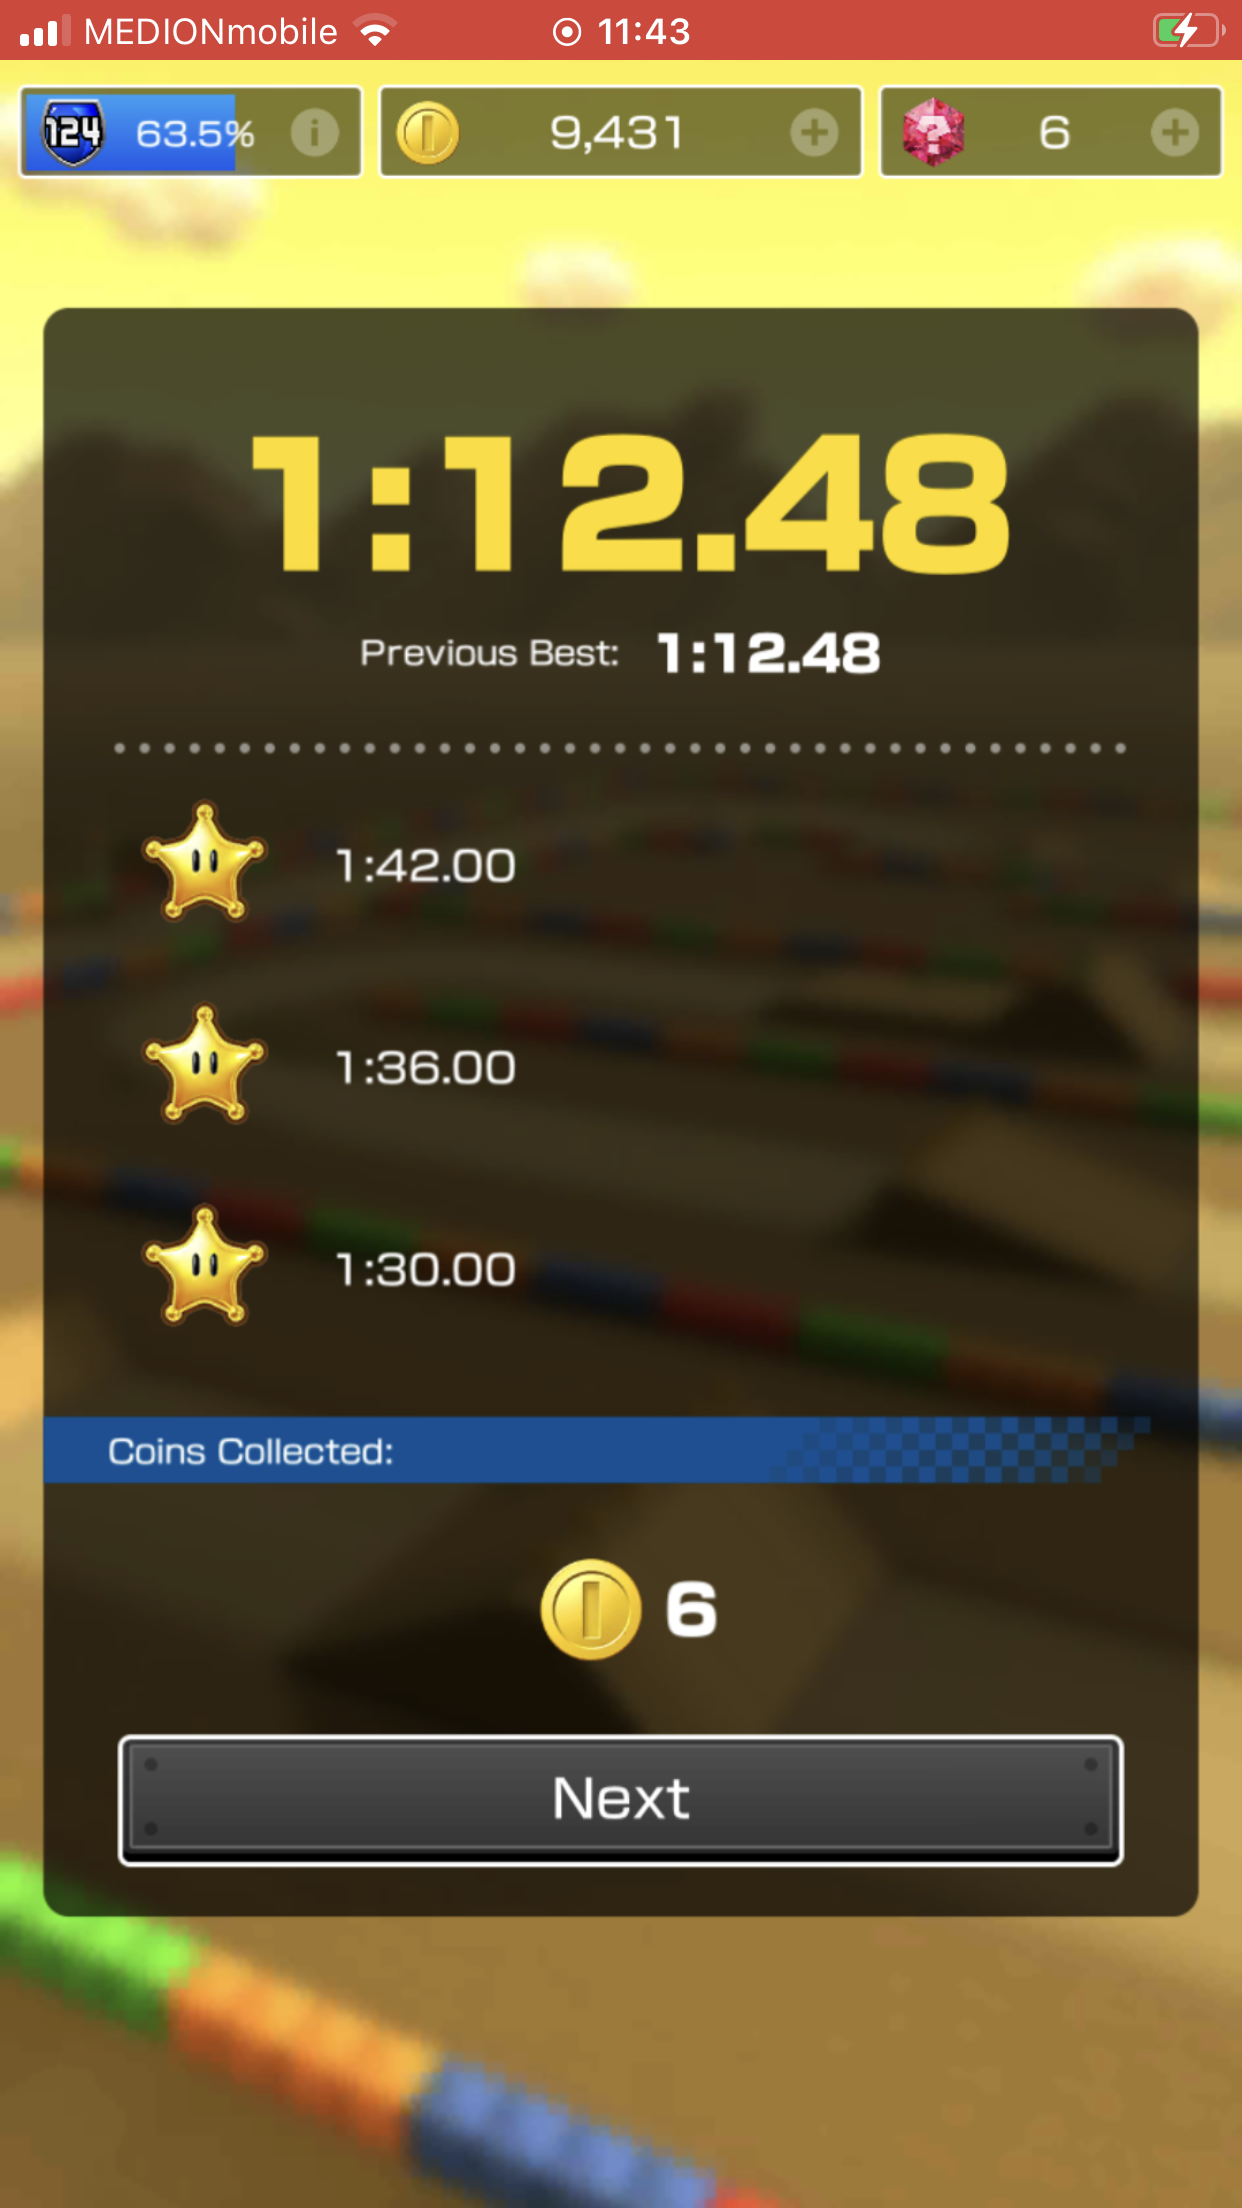 MEDIONmobile 11:43
124 63.5% i 9,431 + ? 6 +
1:12.48
Previous Best: 1:12.48
1:42.00
1:36.00
1:30.00
Coins Collected:
6
Next